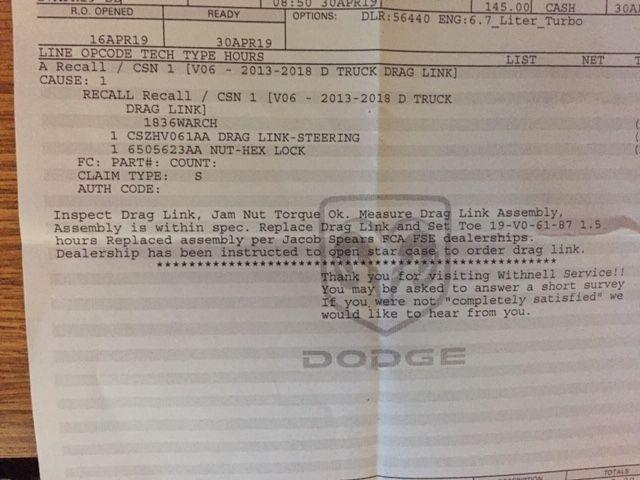 08:50 30APR19 145.00 CASH
R.O. OPENED READY OPTIONS: DLR:56440 ENG:6.7_Liter_Turbo
16APR19 30APR19
LINE OPCODE TECH TYPE HOURS LIST NET
A Recall / CSN 1 [V06 - 2013-2018 D TRUCK DRAG LINK]
CAUSE: 1
RECALL Recall / CSN 1 [V06 - 2013-2018 D TRUCK
DRAG LINK]
1836WARCH
1 CSZHV061AA DRAG LINK-STEERING
1 6505623AA NUT-HEX LOCK
FC: PART#: COUNT:
CLAIM TYPE: S
AUTH CODE:
Inspect Drag Link, Jam Nut Torque Ok. Measure Drag Link Assembly,
Assembly is within spec. Replace Drag Link and Set Toe 19-V0-61-87 1.5
hours Replaced assembly per Jacob Spears FCA FSE dealerships.
Dealership has been instructed to open star case to order drag link.
Thank you for visiting Withnell Service!!
You may be asked to answer a short survey
If you were not "completely satisfied" we
would like to hear from you.
DODGE
TOTALS